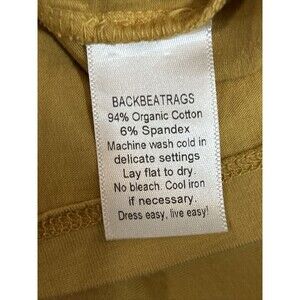 BACKBEATRAGS
94% Organic Cotton
6% Spandex
Machine wash cold in
delicate settings
Lay flat to dry.
No bleach. Cool iron
if necessary.
Dress easy, live easy!